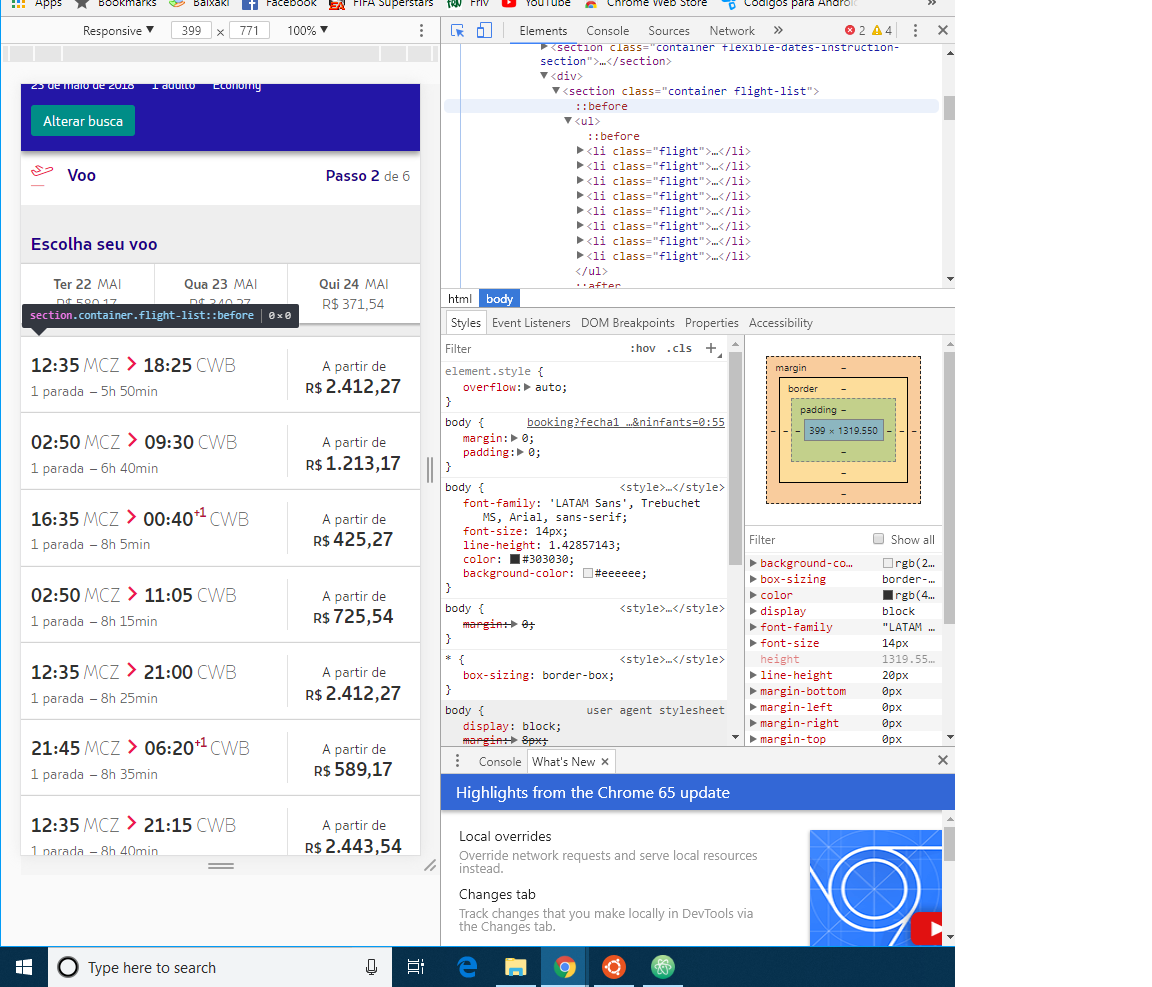 Apps Bookmarks Baixaki Facebook FIFA Superstars Friv YouTube Chrome Web Store Códigos para Android »
Responsive ▼ 399 × 771 100% ▼
23 de maio de 2018 1 adulto Economy
Alterar busca
Voo
Passo 2 de 6
Escolha seu voo
Ter 22 MAI
R$ 589,17
Qua 23 MAI
R$ 340,27
Qui 24 MAI
R$ 371,54
section.container.flight-list::before | 0 × 0
12:35 MCZ > 18:25 CWB
1 parada – 5h 50min
A partir de
R$ 2.412,27
02:50 MCZ > 09:30 CWB
1 parada – 6h 40min
A partir de
R$ 1.213,17
16:35 MCZ > 00:40+1 CWB
1 parada – 8h 5min
A partir de
R$ 425,27
02:50 MCZ > 11:05 CWB
1 parada – 8h 15min
A partir de
R$ 725,54
12:35 MCZ > 21:00 CWB
1 parada – 8h 25min
A partir de
R$ 2.412,27
21:45 MCZ > 06:20+1 CWB
1 parada – 8h 35min
A partir de
R$ 589,17
12:35 MCZ > 21:15 CWB
1 parada – 8h 40min
A partir de
R$ 2.443,54
Elements Console Sources Network » 2 4
<section class="container flexible-dates-instruction-
section">…</section>
<div>
<section class="container flight-list">
::before
<ul>
::before
<li class="flight">…</li>
<li class="flight">…</li>
<li class="flight">…</li>
<li class="flight">…</li>
<li class="flight">…</li>
<li class="flight">…</li>
<li class="flight">…</li>
<li class="flight">…</li>
</ul>
::after
html body
Styles Event Listeners DOM Breakpoints Properties Accessibility
Filter :hov .cls +
element.style {
overflow: auto;
}
body { booking?fecha1 …&ninfants=0:55
margin: 0;
padding: 0;
}
body { <style>…</style>
font-family: 'LATAM Sans', Trebuchet
MS, Arial, sans-serif;
font-size: 14px;
line-height: 1.42857143;
color: #303030;
background-color: #eeeeee;
}
body { <style>…</style>
margin: 0;
}
* { <style>…</style>
box-sizing: border-box;
}
body { user agent stylesheet
display: block;
margin: 8px;
margin –
border –
padding –
– – – 399 × 1319.550 – – –
–
–
–
Filter Show all
background-co… rgb(2…
box-sizing border-…
color rgb(4…
display block
font-family "LATAM …
font-size 14px
height 1319.55…
line-height 20px
margin-bottom 0px
margin-left 0px
margin-right 0px
margin-top 0px
Console What's New ×
Highlights from the Chrome 65 update
Local overrides
Override network requests and serve local resources
instead.
Changes tab
Track changes that you make locally in DevTools via
the Changes tab.
Type here to search